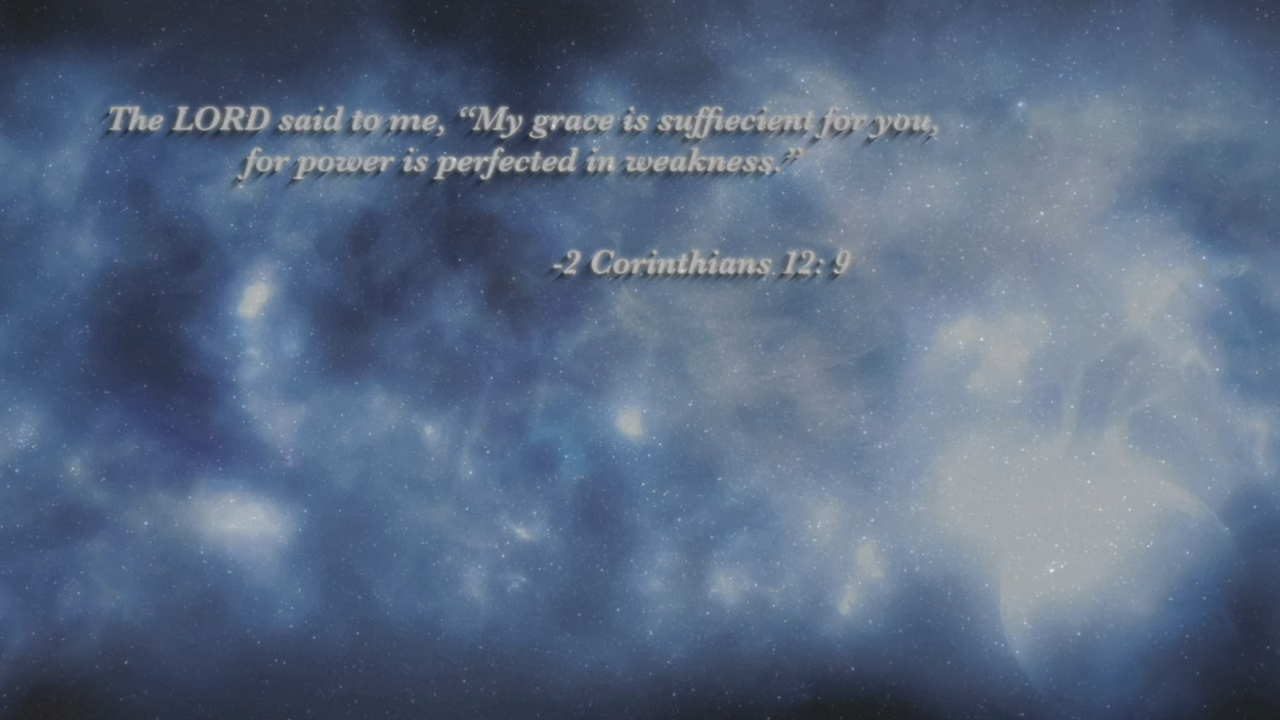 The LORD said to me, “My grace is suffiecient for you,
for power is perfected in weakness.”
-2 Corinthians 12: 9